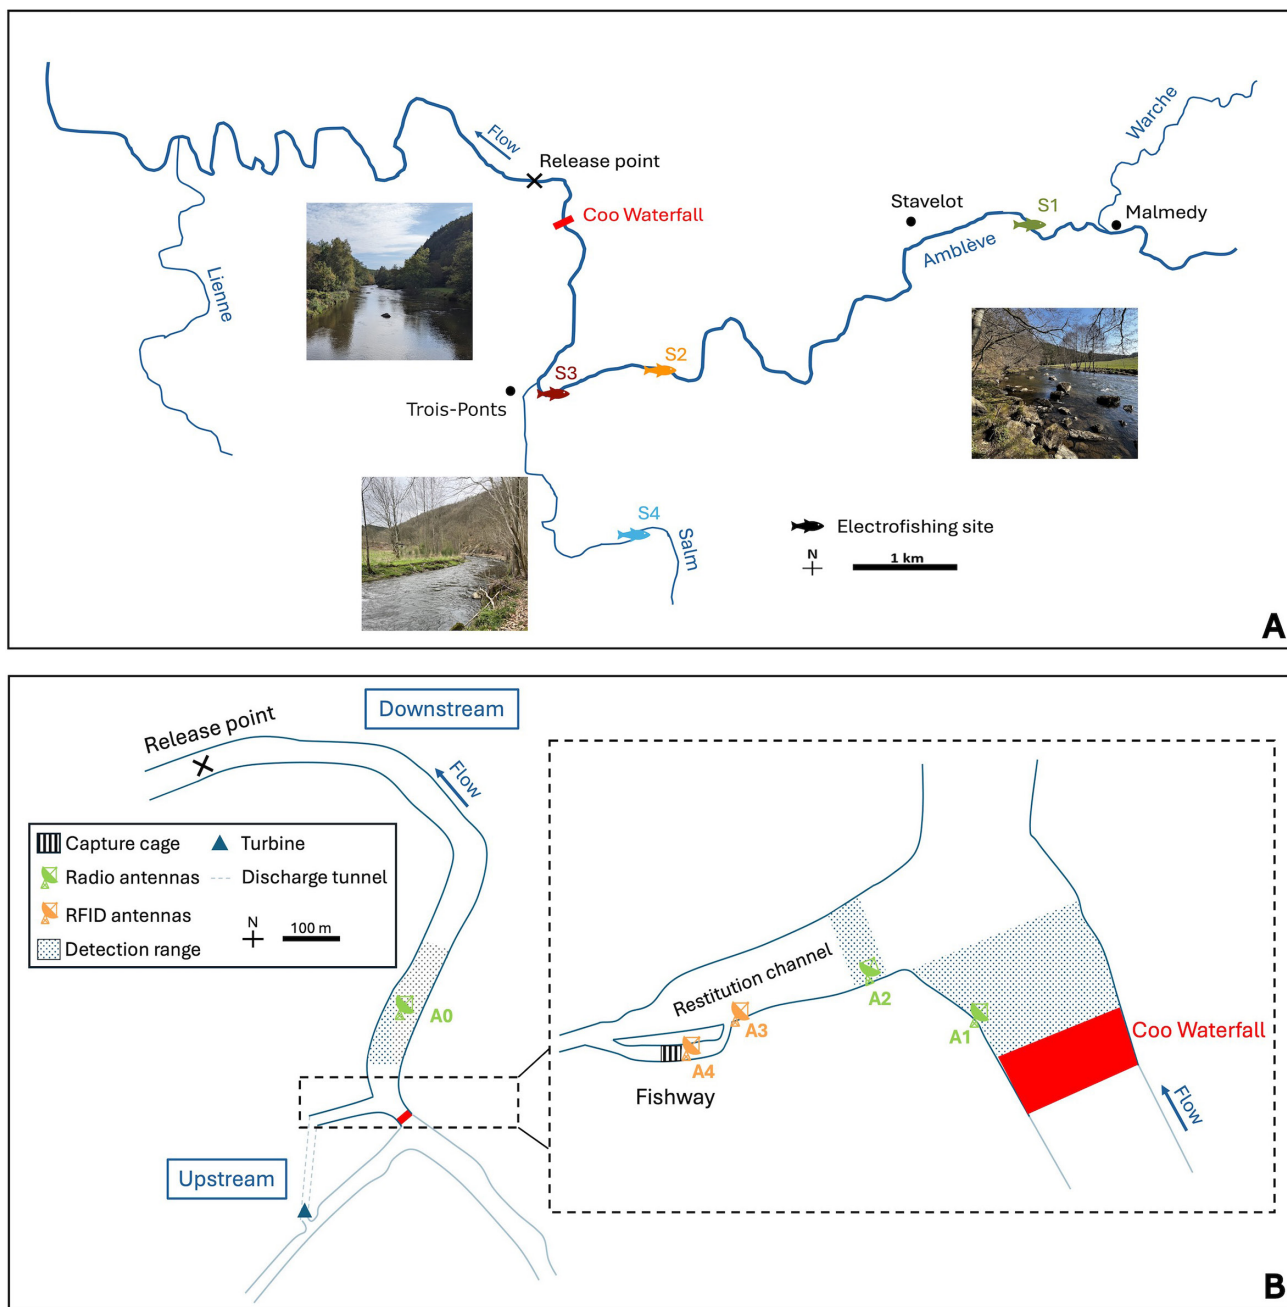 Flow
Release point
Coo Waterfall
Warche
Stavelot
S1
Malmedy
Amblève
Lienne
S2
S3
Trois-Ponts
S4
Salm
Electrofishing site
N
1 km
A
Release point
Downstream
Flow
Capture cage
Turbine
Radio antennas
Discharge tunnel
RFID antennas
N
100 m
Detection range
A0
Upstream
Restitution channel
A2
A3
A1
Coo Waterfall
A4
Fishway
Flow
B